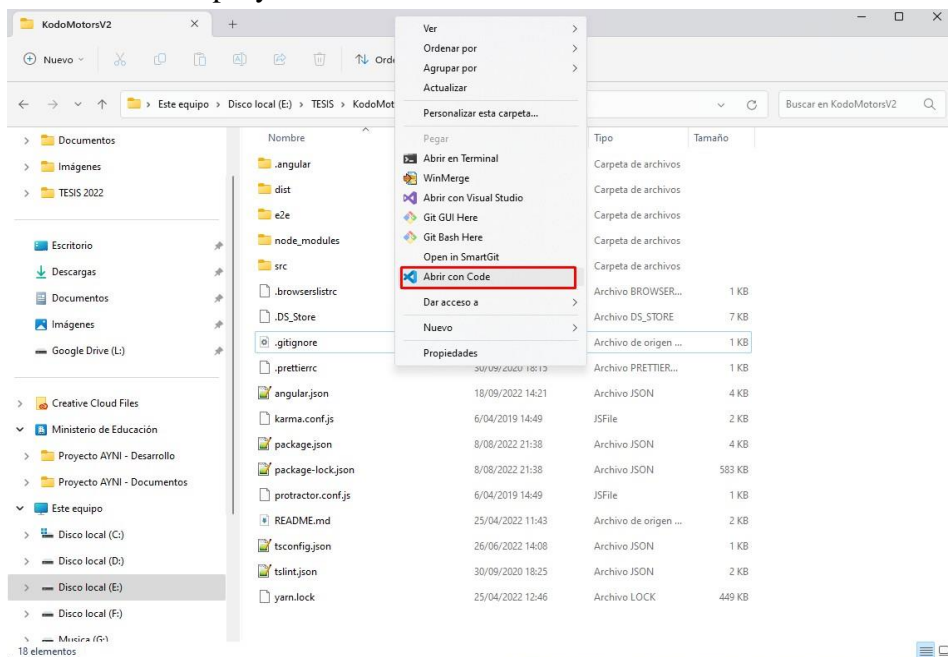 KodoMotorsV2
Nuevo
Este equipo > Disco local (E:) > TESIS > KodoMot
Buscar en KodoMotorsV2
Ver
Ordenar por
Agrupar por
Actualizar
Personalizar esta carpeta...
Pegar
Abrir en Terminal
WinMerge
Abrir con Visual Studio
Git GUI Here
Git Bash Here
Open in SmartGit
Abrir con Code
Dar acceso a
Nuevo
Propiedades
Documentos
Imágenes
TESIS 2022
Escritorio
Descargas
Documentos
Imágenes
Google Drive (L:)
Creative Cloud Files
Ministerio de Educación
Proyecto AYNI - Desarrollo
Proyecto AYNI - Documentos
Este equipo
Disco local (C:)
Disco local (D:)
Disco local (E:)
Disco local (F:)
Musica (G:)
Nombre Tipo Tamaño
.angular Carpeta de archivos
dist Carpeta de archivos
e2e Carpeta de archivos
node_modules Carpeta de archivos
src Carpeta de archivos
.browserslistrc Archivo BROWSER... 1 KB
.DS_Store Archivo DS_STORE 7 KB
.gitignore Archivo de origen ... 1 KB
.prettierrc 30/09/2020 18:15 Archivo PRETTIER... 1 KB
angular.json 18/09/2022 14:21 Archivo JSON 4 KB
karma.conf.js 6/04/2019 14:49 JSFile 2 KB
package.json 8/08/2022 21:38 Archivo JSON 4 KB
package-lock.json 8/08/2022 21:38 Archivo JSON 583 KB
protractor.conf.js 6/04/2019 14:49 JSFile 1 KB
README.md 25/04/2022 11:43 Archivo de origen ... 2 KB
tsconfig.json 26/06/2022 14:08 Archivo JSON 1 KB
tslint.json 30/09/2020 18:25 Archivo JSON 2 KB
yarn.lock 25/04/2022 12:46 Archivo LOCK 449 KB
18 elementos